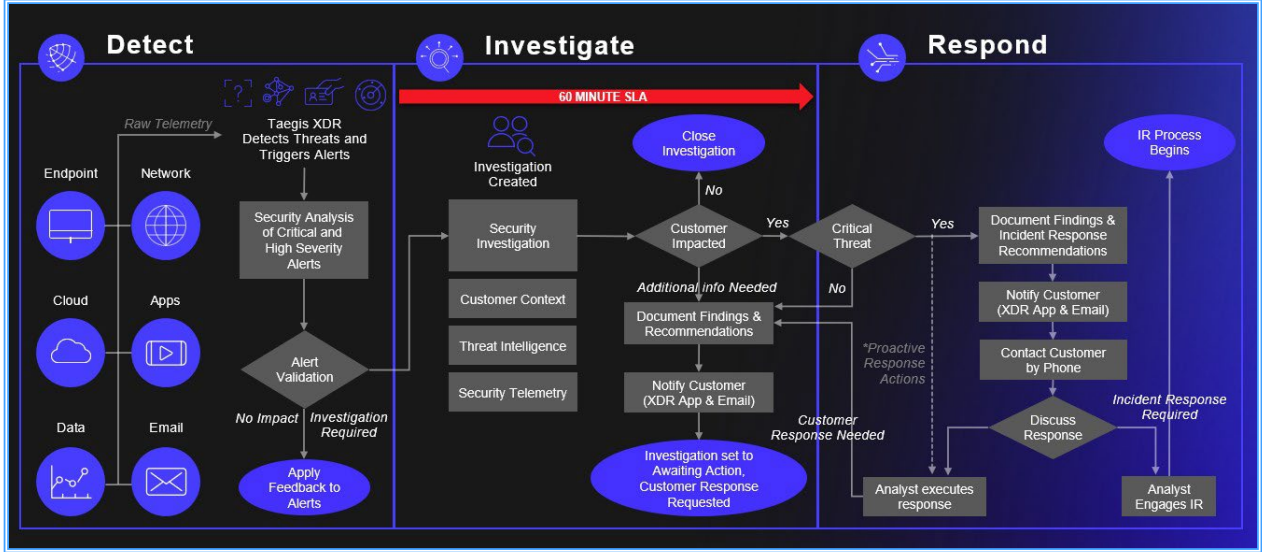 Detect
Raw Telemetry
Taegis XDR
Detects Threats and
Triggers Alerts
Endpoint
Network
Cloud
Apps
Data
Email
Security Analysis
of Critical and
High Severity
Alerts
Alert
Validation
No Impact
Investigation
Required
Apply
Feedback to
Alerts
Investigate
60 MINUTE SLA
Investigation
Created
Security
Investigation
Customer Context
Threat Intelligence
Security Telemetry
Close
Investigation
No
Customer
Impacted
Yes
Additional info Needed
Document Findings &
Recommendations
Notify Customer
(XDR App & Email)
Investigation set to
Awaiting Action,
Customer Response
Requested
Respond
Critical
Threat
Yes
No
*Proactive
Response
Actions
Customer
Response Needed
Document Findings &
Incident Response
Recommendations
Notify Customer
(XDR App & Email)
Contact Customer
by Phone
Discuss
Response
Incident Response
Required
Analyst executes
response
Analyst
Engages IR
IR Process
Begins